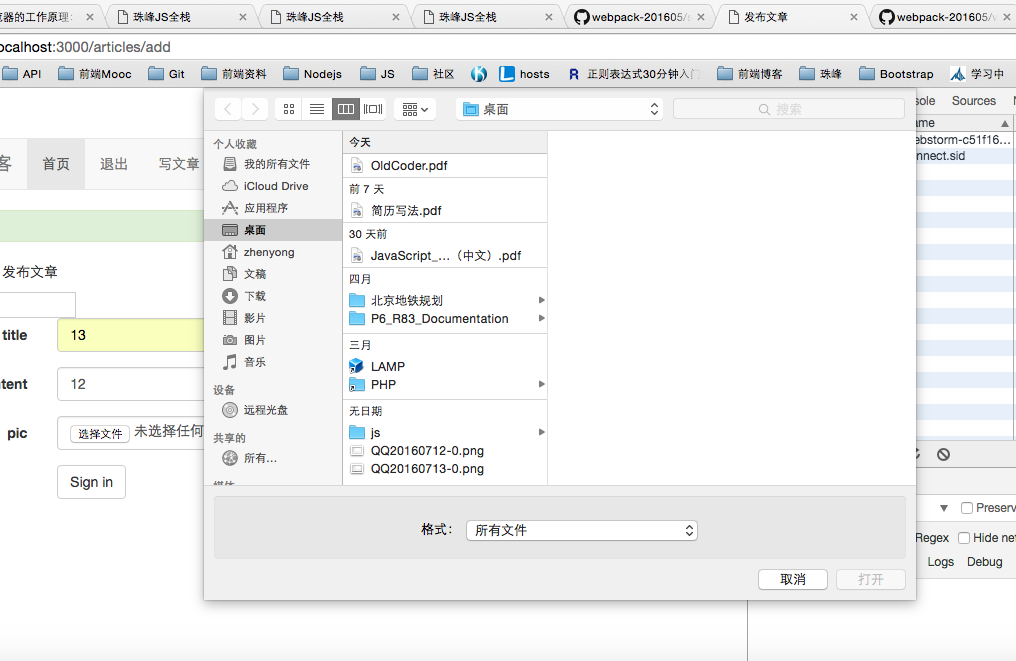 览器的工作原理: 珠峰JS全栈 珠峰JS全栈 珠峰JS全栈 webpack-201605/ 发布文章 webpack-201605/
ocalhost:3000/articles/add
API 前端Mooc Git 前端资料 Nodejs JS 社区 hosts R 正则表达式30分钟入门 前端博客 珠峰 Bootstrap 学习中
客 首页 退出 写文章
发布文章
title 13
tent 12
pic 选择文件 未选择任何
Sign in
桌面 搜索
个人收藏
我的所有文件
iCloud Drive
应用程序
桌面
zhenyong
文稿
下载
影片
图片
音乐
设备
远程光盘
共享的
所有...
媒体
今天
OldCoder.pdf
前 7 天
简历写法.pdf
30 天前
JavaScript_...（中文）.pdf
四月
北京地铁规划
P6_R83_Documentation
三月
LAMP
PHP
无日期
js
QQ20160712-0.png
QQ20160713-0.png
格式： 所有文件
取消 打开
sole Sources
ame
ebstorm-c51f16...
nnect.sid
Preserv
Regex Hide net
Logs Debug